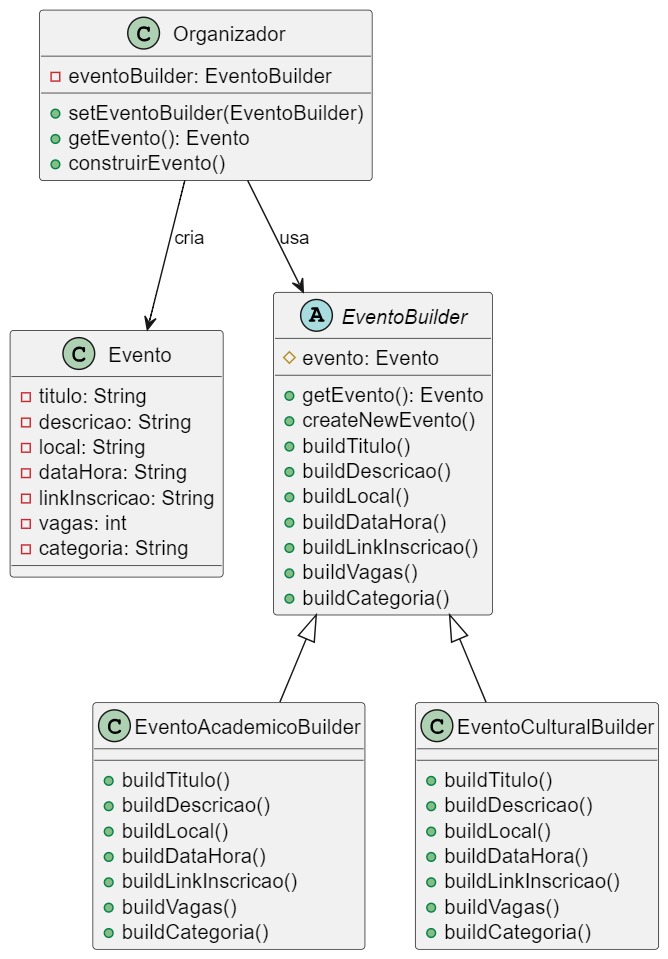 C Organizador
eventoBuilder: EventoBuilder
setEventoBuilder(EventoBuilder)
getEvento(): Evento
construirEvento()
cria
usa
C Evento
titulo: String
descricao: String
local: String
dataHora: String
linkInscricao: String
vagas: int
categoria: String
A EventoBuilder
evento: Evento
getEvento(): Evento
createNewEvento()
buildTitulo()
buildDescricao()
buildLocal()
buildDataHora()
buildLinkInscricao()
buildVagas()
buildCategoria()
C EventoAcademicoBuilder
buildTitulo()
buildDescricao()
buildLocal()
buildDataHora()
buildLinkInscricao()
buildVagas()
buildCategoria()
C EventoCulturalBuilder
buildTitulo()
buildDescricao()
buildLocal()
buildDataHora()
buildLinkInscricao()
buildVagas()
buildCategoria()